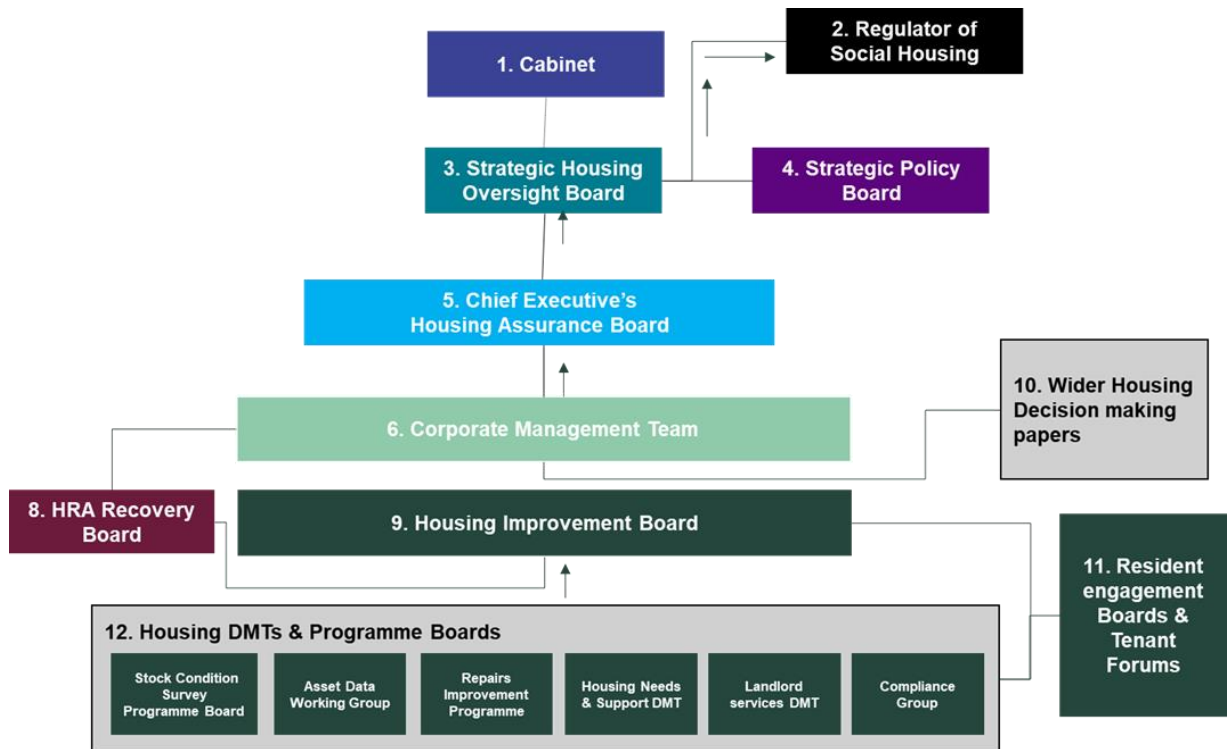 1. Cabinet
2. Regulator of
Social Housing
3. Strategic Housing
Oversight Board
4. Strategic Policy
Board
5. Chief Executive's
Housing Assurance Board
6. Corporate Management Team
10. Wider Housing
Decision making
papers
8. HRA Recovery
Board
9. Housing Improvement Board
11. Resident
engagement
Boards &
Tenant
Forums
12. Housing DMTs & Programme Boards
Stock Condition
Survey
Programme Board
Asset Data
Working Group
Repairs
Improvement
Programme
Housing Needs
& Support DMT
Landlord
services DMT
Compliance
Group